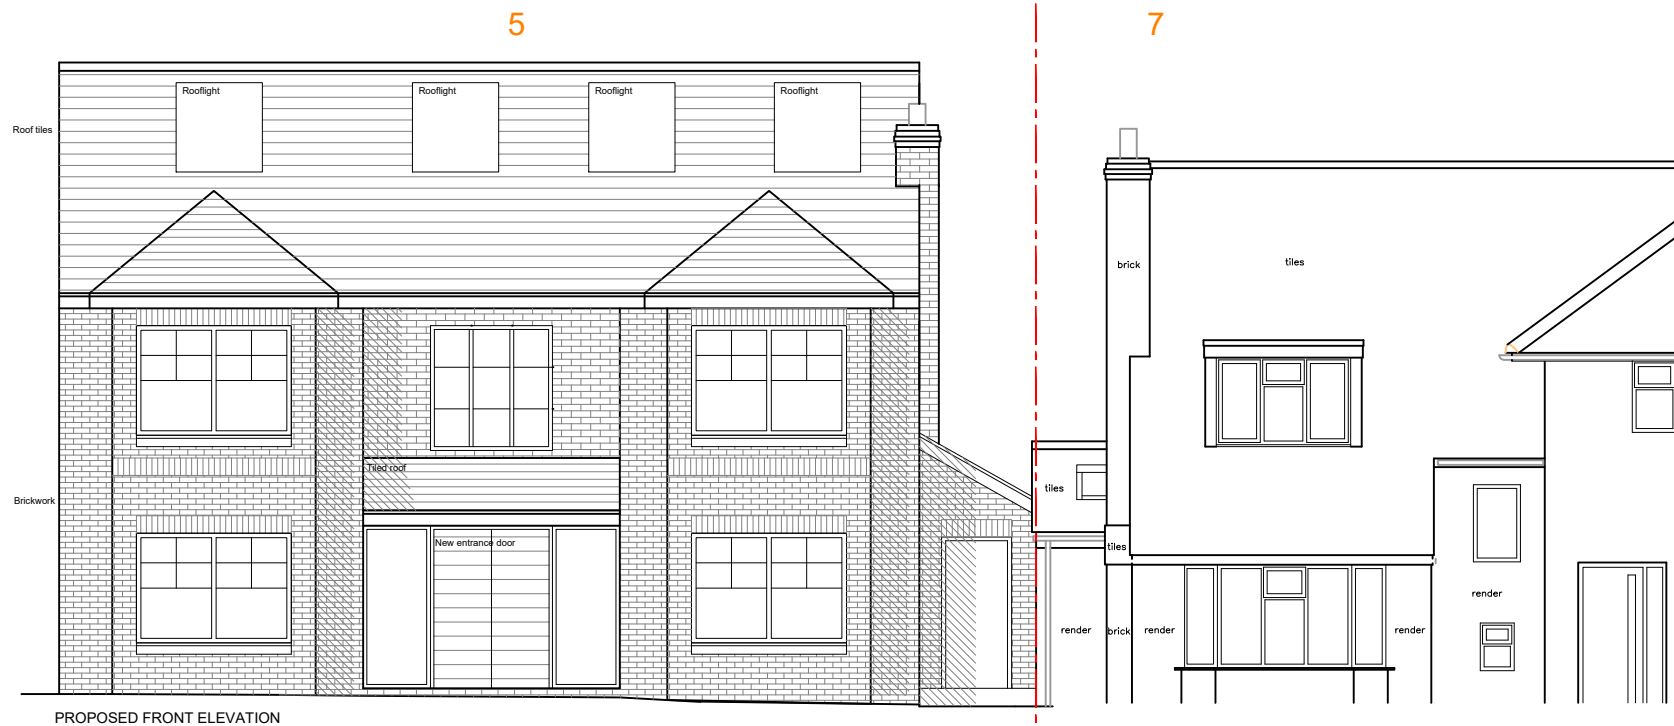 5
7
Rooflight
Rooflight
Rooflight
Rooflight
Roof tiles
brick
tiles
Tiled roof
tiles
Brickwork
New entrance door
tiles
render
render
brick
render
render
PROPOSED FRONT ELEVATION